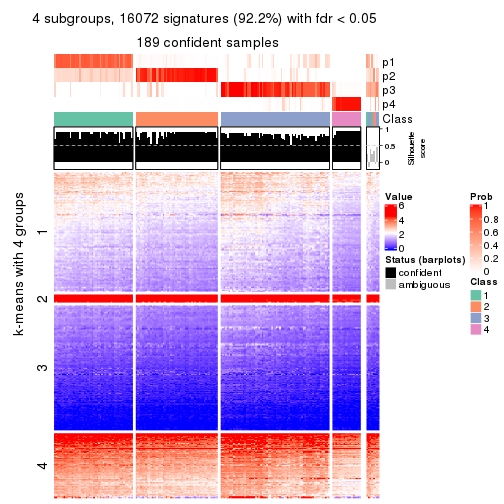 4 subgroups, 16072 signatures (92.2%) with fdr < 0.05
189 confident samples
p1
p2
p3
p4
Class
1
0.5
0
Silhouette
score
k-means with 4 groups
1
2
3
4
Value
6
4
2
0
Status (barplots)
confident
ambiguous
Prob
1
0.8
0.6
0.4
0.2
0
Class
1
2
3
4